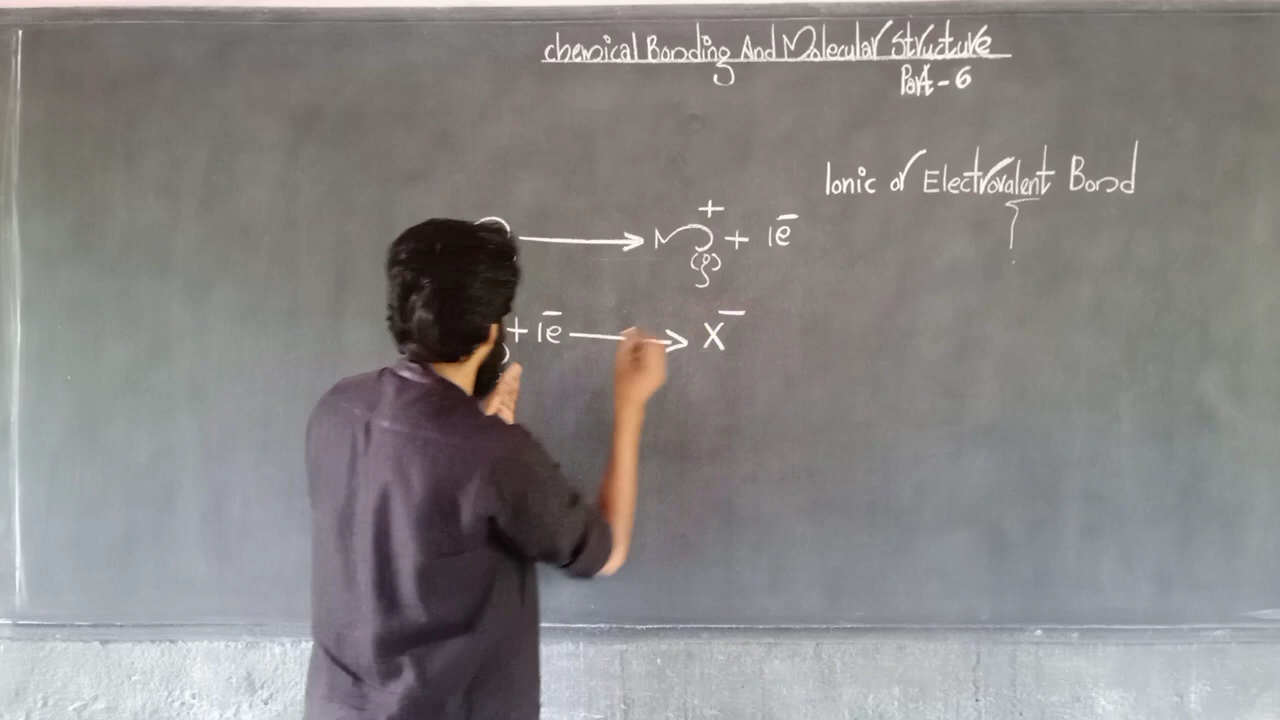 chemical Bonding And Molecular Structure
Part - 6
Ionic or Electrovalent Bond
→ M⁺(g) + 1e⁻
+ 1e⁻ → X⁻